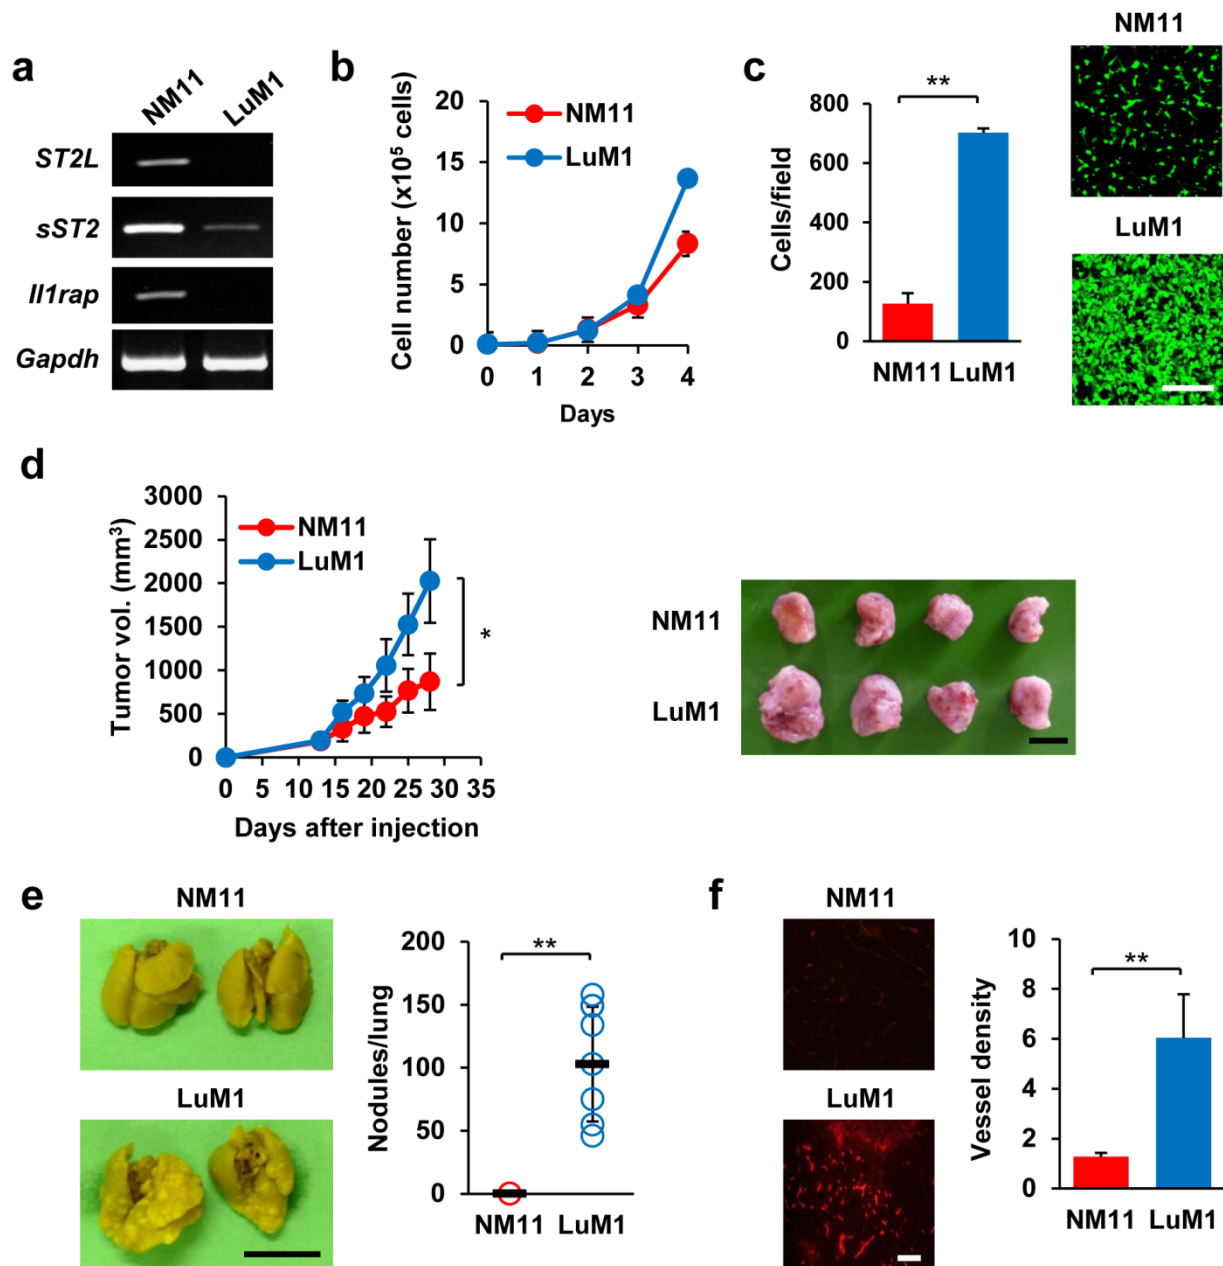 a
NM11
LuM1
ST2L
sST2
Il1rap
Gapdh
b
Cell number (x10⁵ cells)
20
15
10
5
0
NM11
LuM1
0 1 2 3 4
Days
c
Cells/field
800
600
400
200
0
**
NM11 LuM1
NM11
LuM1
d
Tumor vol. (mm³)
3000
2500
2000
1500
1000
500
0
NM11
LuM1
*
0 5 10 15 20 25 30 35
Days after injection
NM11
LuM1
e
NM11
LuM1
Nodules/lung
200
150
100
50
0
**
NM11 LuM1
f
NM11
LuM1
Vessel density
10
8
6
4
2
0
**
NM11 LuM1